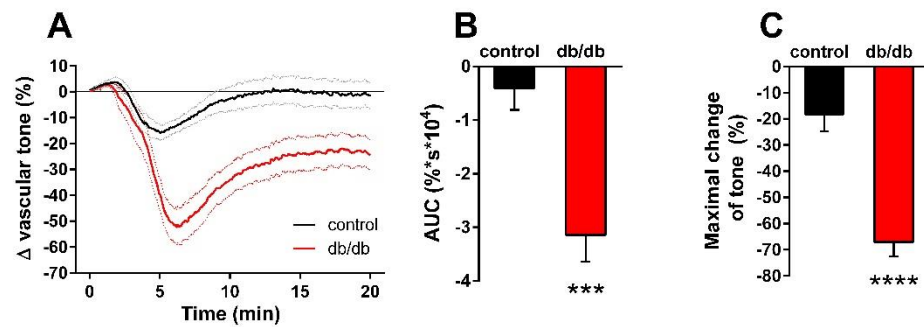 A
Δ vascular tone (%)
10
0
-10
-20
-30
-40
-50
-60
-70
control
db/db
0 5 10 15 20
Time (min)
B
control db/db
AUC (%*s*10^4)
0
-1
-2
-3
-4
***
C
control db/db
Maximal change
of tone (%)
0
-10
-20
-30
-40
-50
-60
-70
-80
****